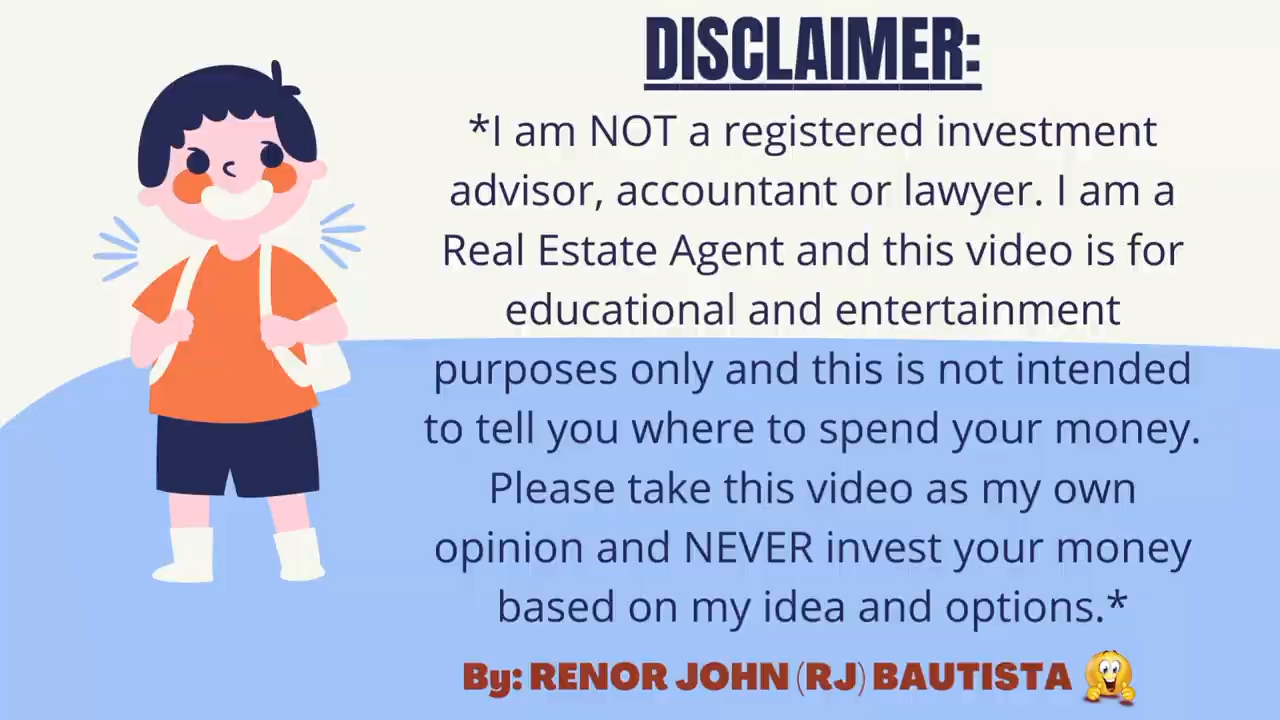 DISCLAIMER:
*I am NOT a registered investment
advisor, accountant or lawyer. I am a
Real Estate Agent and this video is for
educational and entertainment
purposes only and this is not intended
to tell you where to spend your money.
Please take this video as my own
opinion and NEVER invest your money
based on my idea and options.*
By: RENOR JOHN (RJ) BAUTISTA